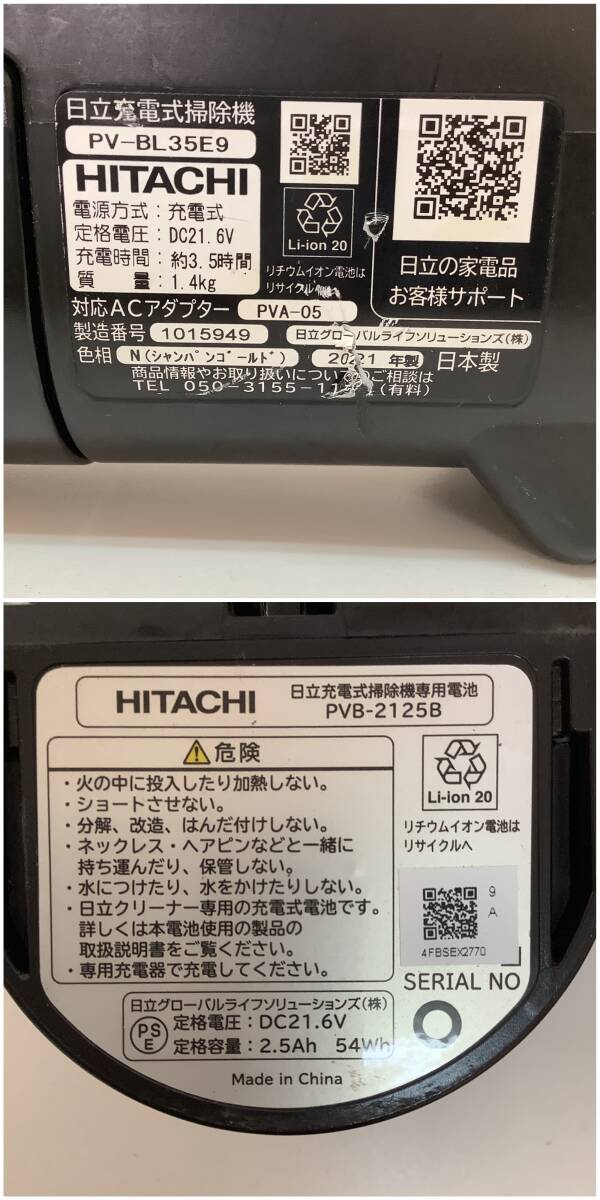 日立充電式掃除機
PV-BL35E9
HITACHI
電源方式：充電式
定格電圧：DC21.6V
充電時間：約3.5時間
質　　量：1.4kg
Li-ion 20
リチウムイオン電池は
リサイクルへ
日立の家電品
お客様サポート
対応ACアダプター PVA-05
製造番号 1015949 日立グローバルライフソリューションズ(株)
色相 N(シャンパンゴールド) 2021 年製 日本製
商品情報やお取り扱いについてのご相談は
TEL 050-3155-11 (有料)
HITACHI 日立充電式掃除機専用電池
PVB-2125B
危険
・火の中に投入したり加熱しない。
・ショートさせない。
・分解、改造、はんだ付けしない。
・ネックレス・ヘアピンなどと一緒に
持ち運んだり、保管しない。
・水につけたり、水をかけたりしない。
・日立クリーナー専用の充電式電池です。
詳しくは本電池使用の製品の
取扱説明書をご覧ください。
・専用充電器で充電してください。
Li-ion 20
リチウムイオン電池は
リサイクルへ
9
A
4FBSEX2770
SERIAL NO
PSE
日立グローバルライフソリューションズ(株)
定格電圧：DC21.6V
定格容量：2.5Ah 54Wh
Made in China